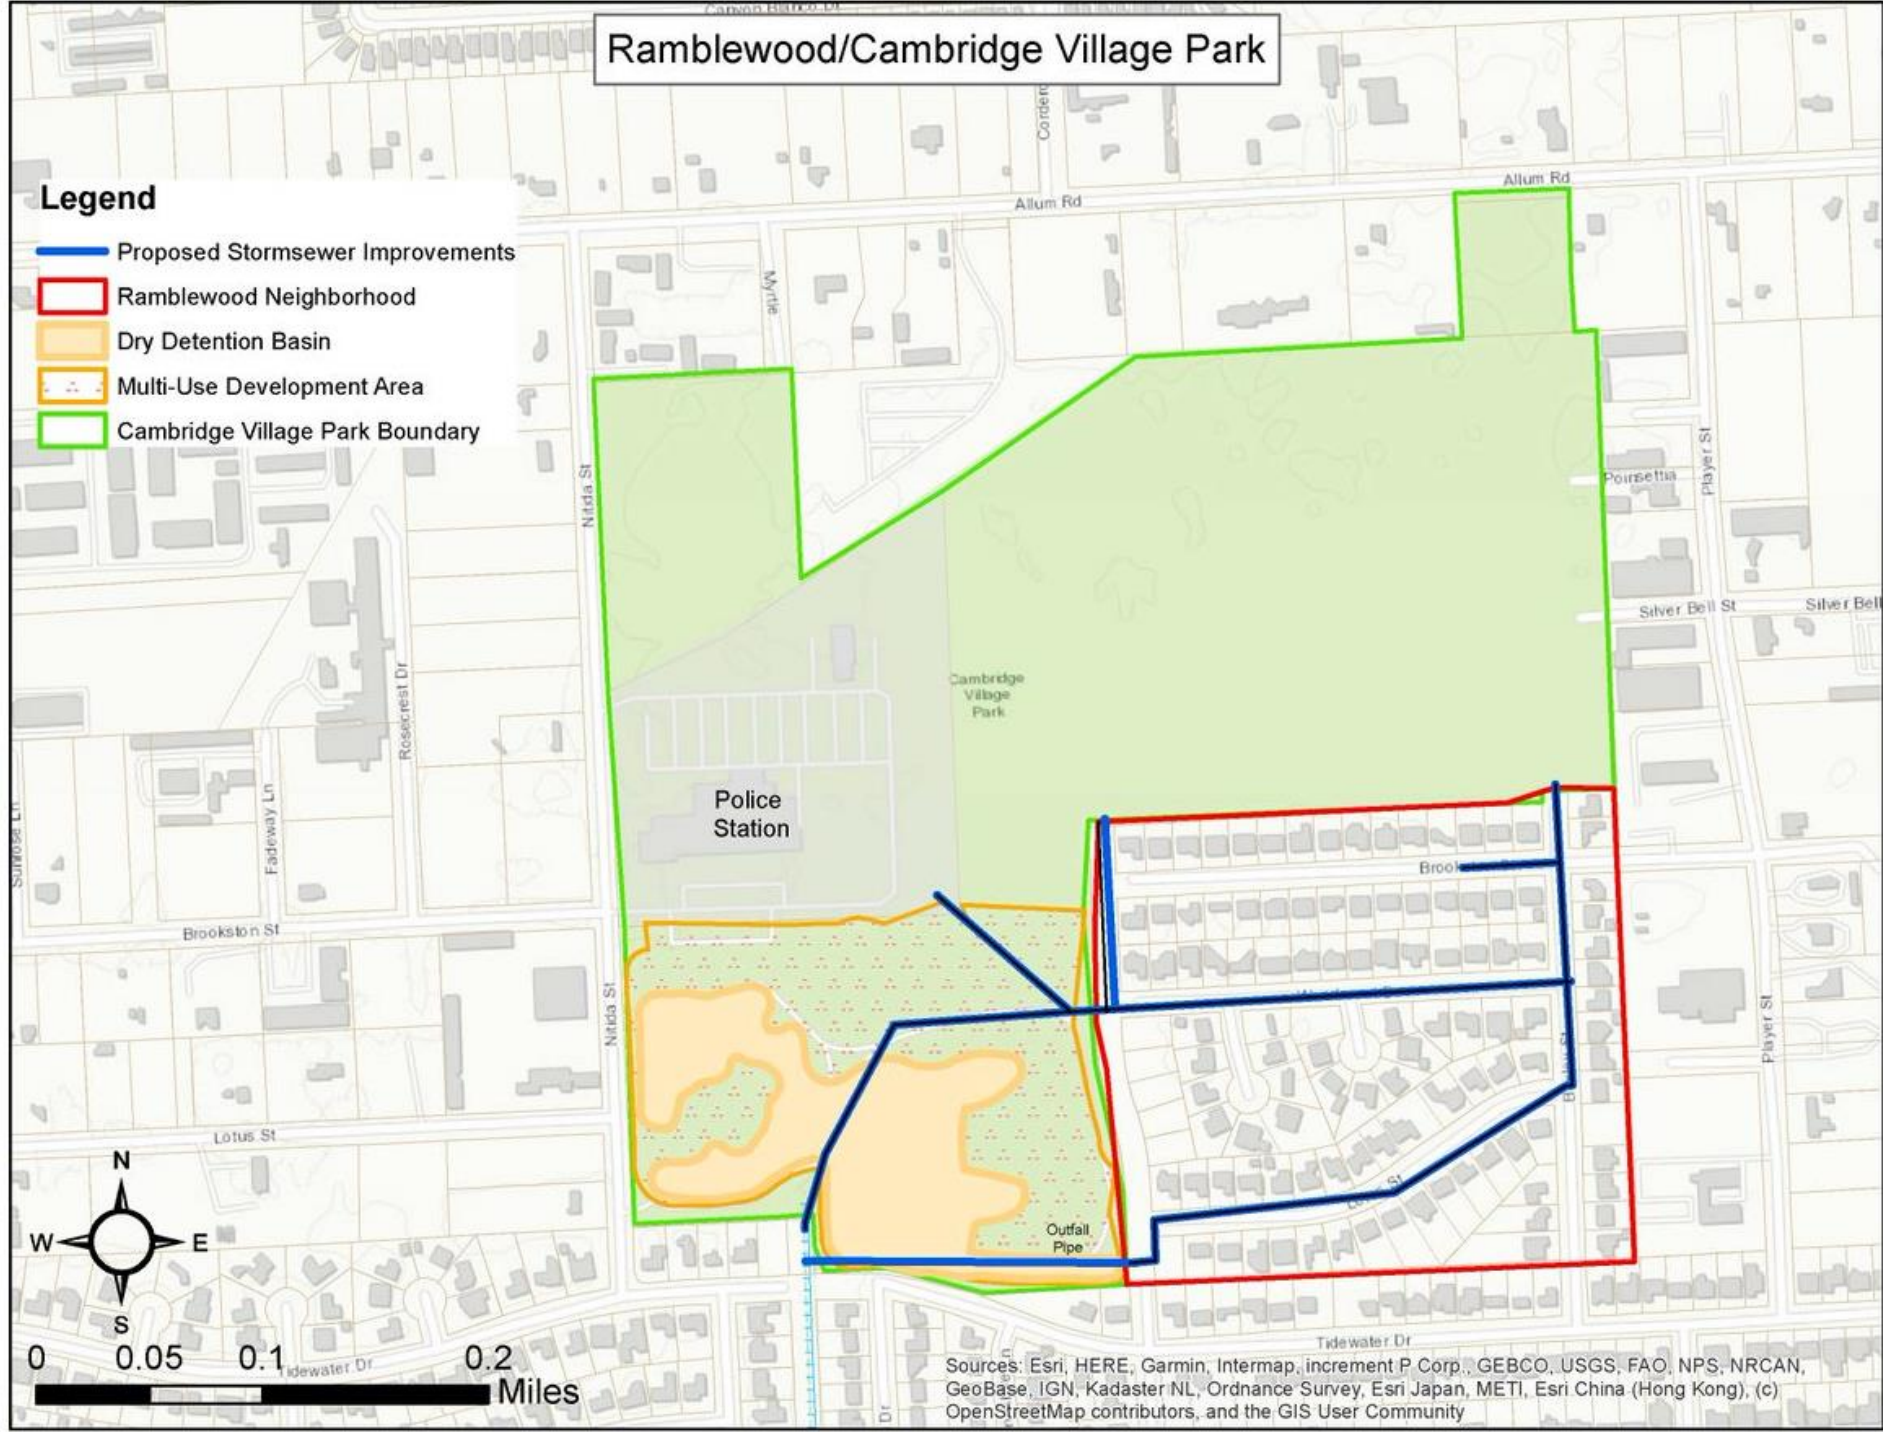 Canyon Blanco Dr
Ramblewood/Cambridge Village Park
Allum Rd
Allum Rd
Legend
Proposed Stormsewer Improvements
Ramblewood Neighborhood
Dry Detention Basin
Multi-Use Development Area
Cambridge Village Park Boundary
Myrtle
Nitida St
Player St
Poinsettia
Silver Bell St
Silver Bell
Rosecrest Dr
Cambridge
Village
Park
Fadeway Ln
Police
Station
Brookston St
Nitida St
Player St
Lotus St
Outfall
Pipe
N
W
E
S
0 0.05 0.1 0.2
Miles
Tidewater Dr
Tidewater Dr
Dr
Sources: Esri, HERE, Garmin, Intermap, increment P Corp., GEBCO, USGS, FAO, NPS, NRCAN,
GeoBase, IGN, Kadaster NL, Ordnance Survey, Esri Japan, METI, Esri China (Hong Kong), (c)
OpenStreetMap contributors, and the GIS User Community